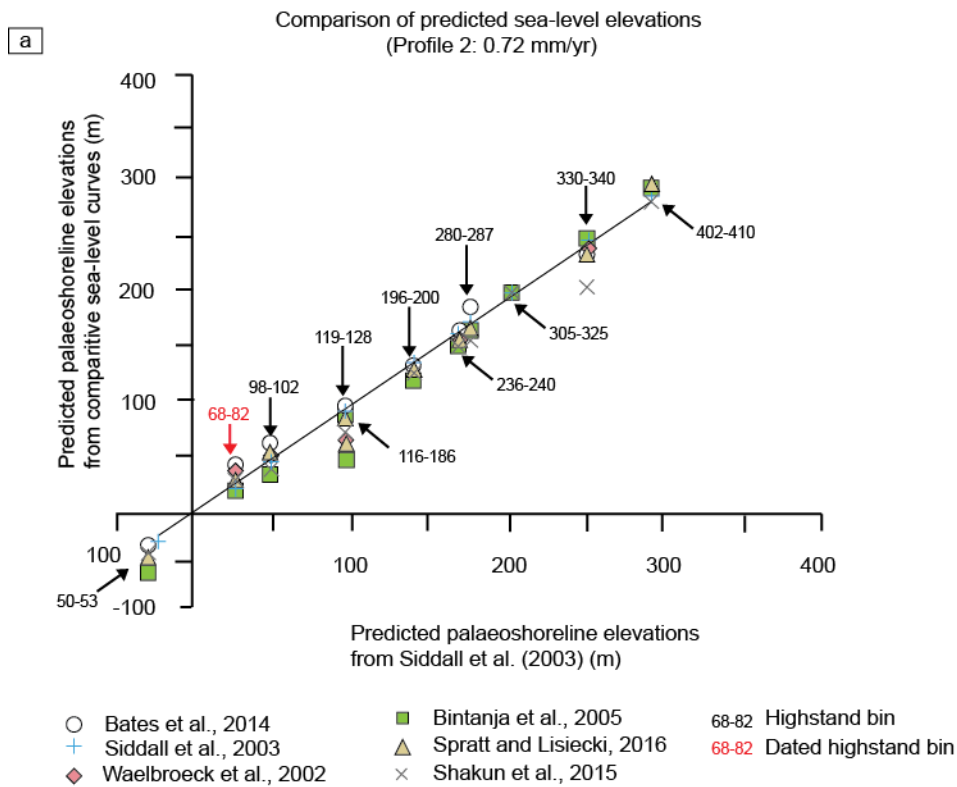 a
Comparison of predicted sea-level elevations
(Profile 2: 0.72 mm/yr)
Predicted palaeoshoreline elevations
from comparitive sea-level curves (m)
400
300
200
100
100
-100
330-340
402-410
280-287
196-200
305-325
119-128
236-240
98-102
68-82
116-186
50-53
100
200
300
400
Predicted palaeoshoreline elevations
from Siddall et al. (2003) (m)
Bates et al., 2014
Siddall et al., 2003
Waelbroeck et al., 2002
Bintanja et al., 2005
Spratt and Lisiecki, 2016
Shakun et al., 2015
68-82 Highstand bin
68-82 Dated highstand bin